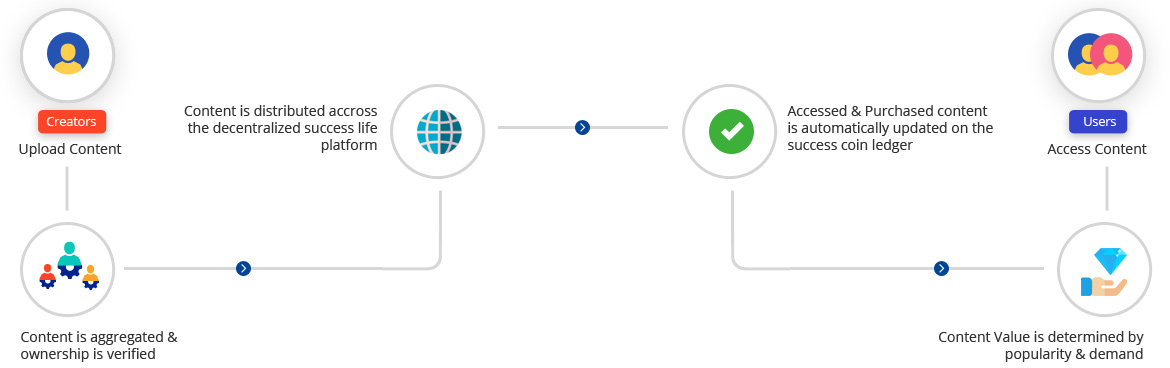 Creators
Upload Content
Content is aggregated &
ownership is verified
Content is distributed accross
the decentralized success life
platform
Accessed & Purchased content
is automatically updated on the
success coin ledger
Users
Access Content
Content Value is determined by
popularity & demand